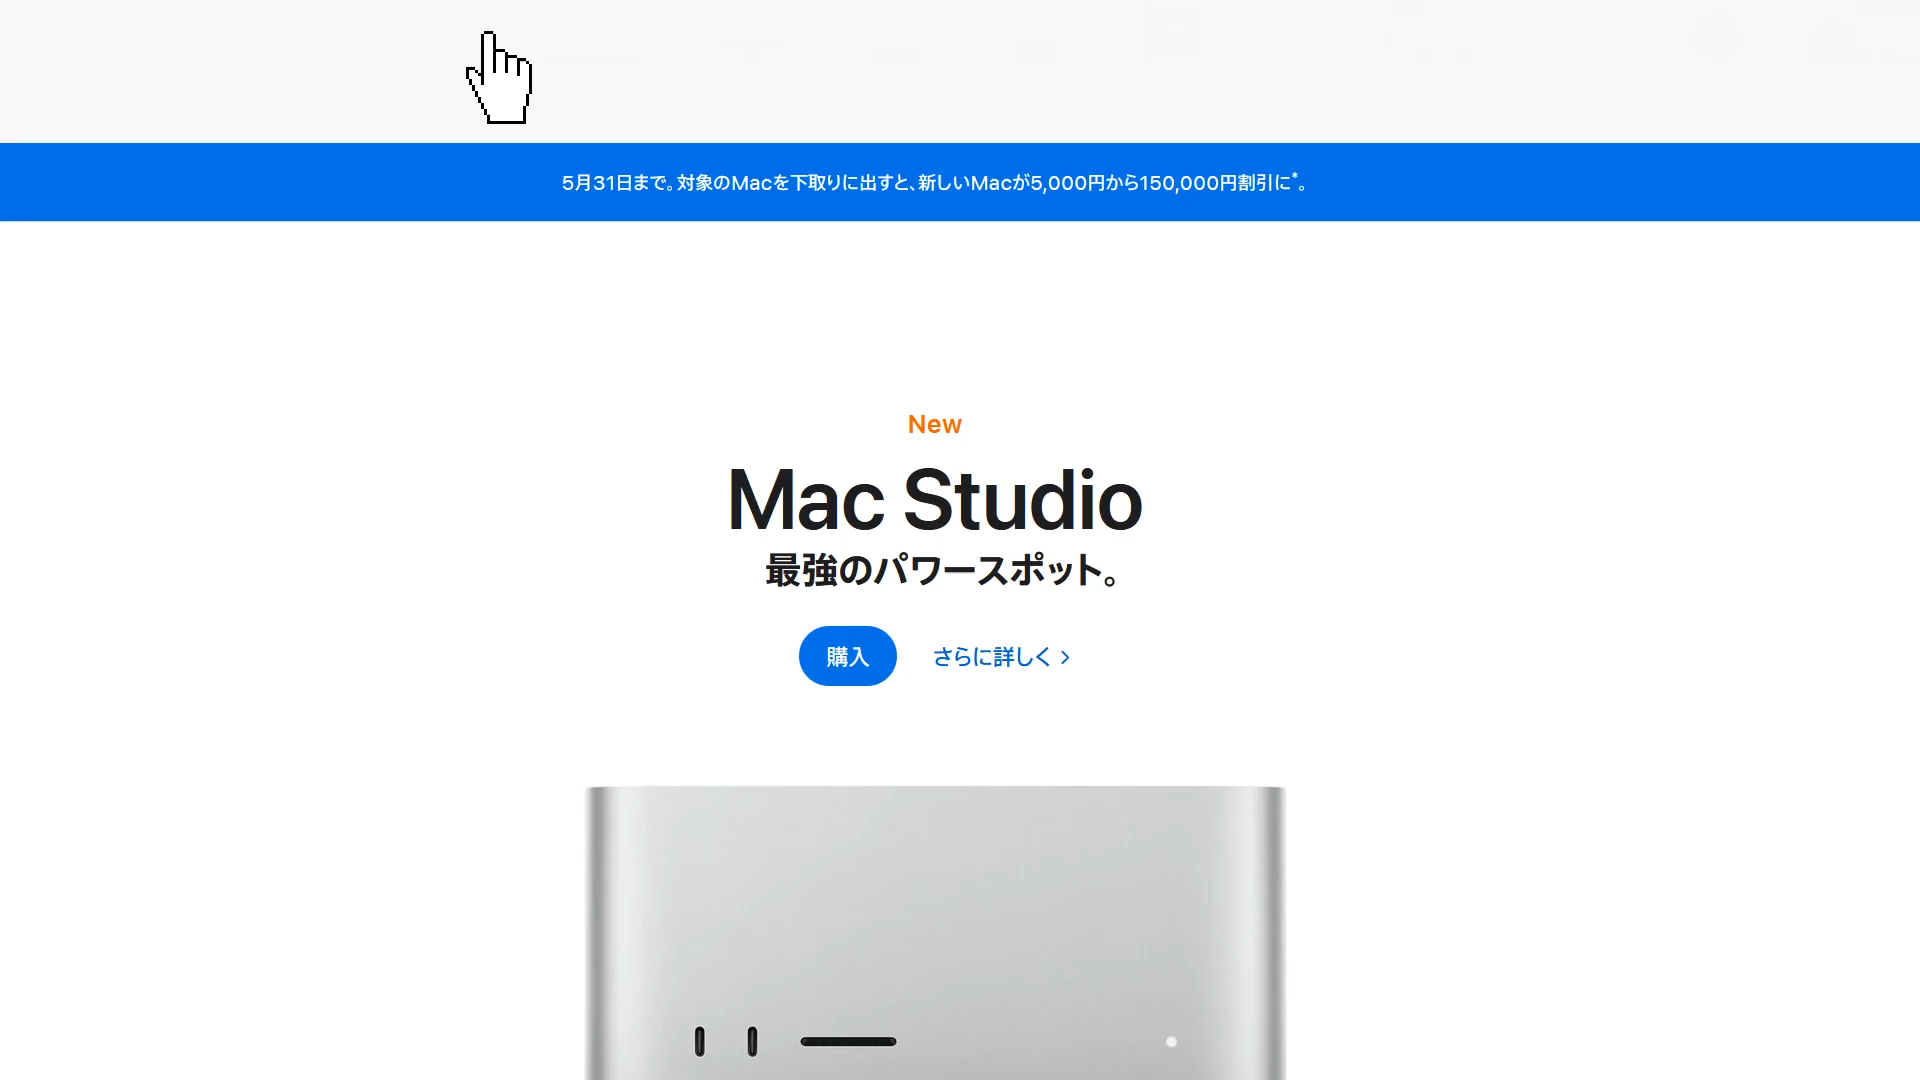 5月31日まで。対象のMacを下取りに出すと、新しいMacが5,000円から150,000円割引に*。
New
Mac Studio
最強のパワースポット。
購入
さらに詳しく >